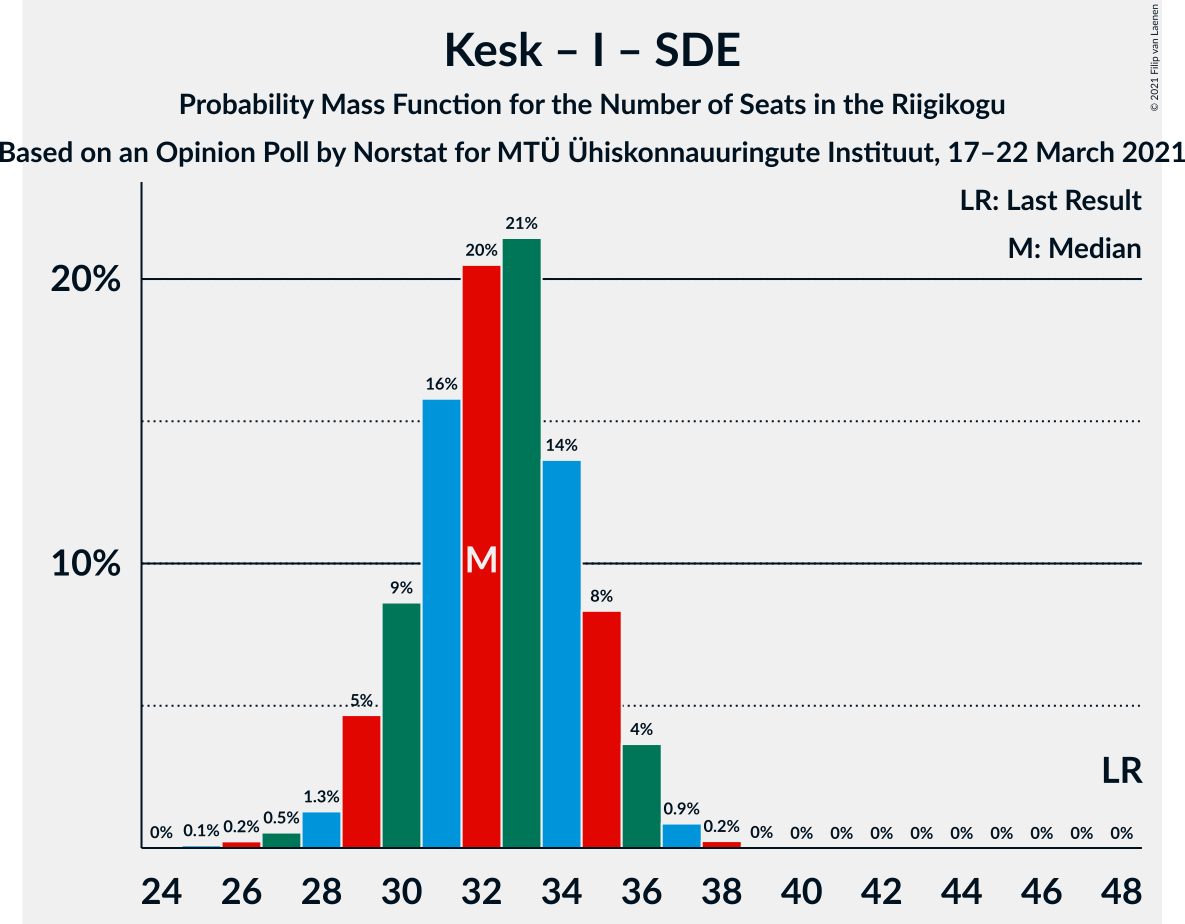 Kesk – I – SDE
Probability Mass Function for the Number of Seats in the Riigikogu
Based on an Opinion Poll by Norstat for MTÜ Ühiskonnauuringute Instituut, 17–22 March 2021
© 2021 Filip van Laenen
LR: Last Result
M: Median
21%
20%
20%
16%
14%
M
10%
9%
8%
5%
4%
LR
1.3%
0.9%
0% 0.1% 0.2% 0.5% 0.2% 0% 0% 0% 0% 0% 0% 0% 0% 0% 0%
24 26 28 30 32 34 36 38 40 42 44 46 48